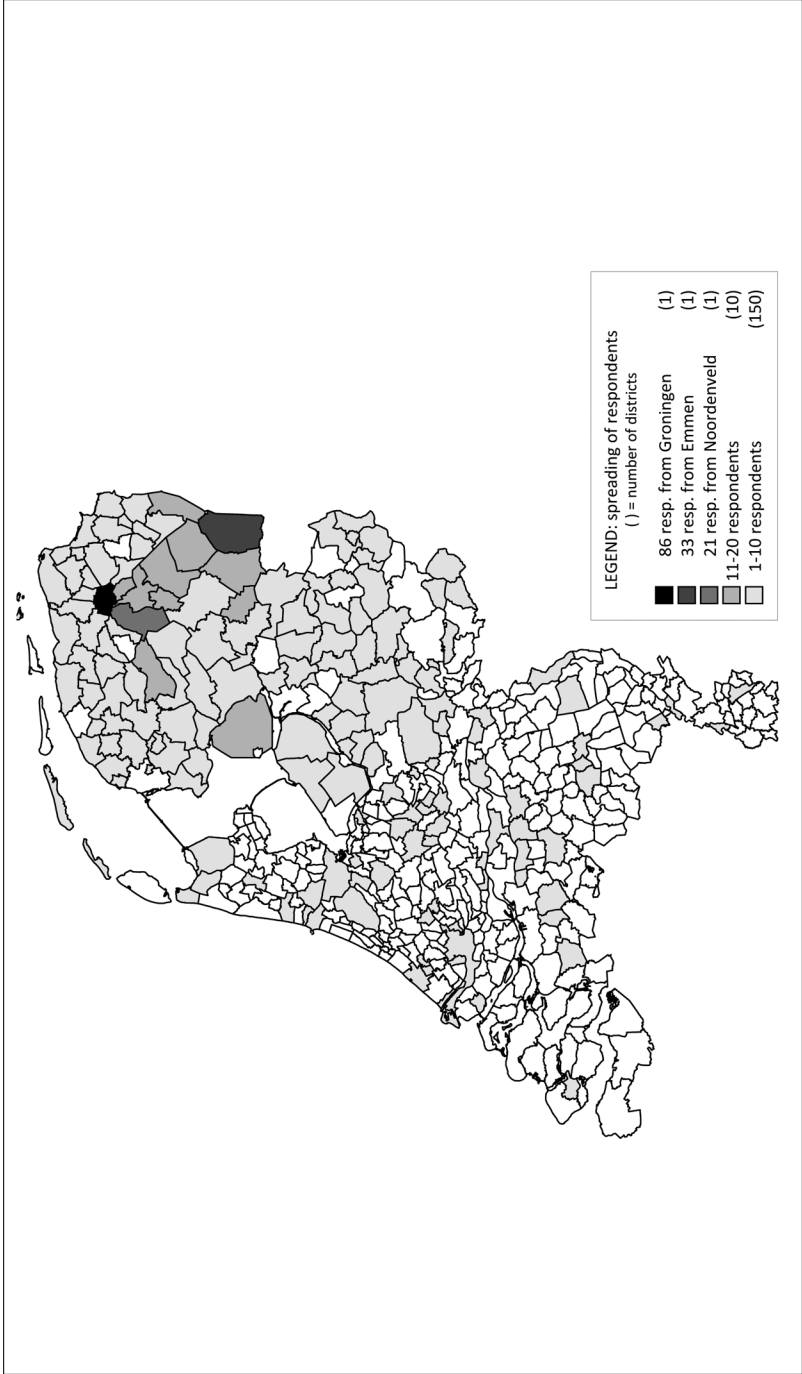 LEGEND: spreading of respondents
( ) = number of districts
86 resp. from Groningen (1)
33 resp. from Emmen (1)
21 resp. from Noordenveld (1)
11-20 respondents (10)
1-10 respondents (150)